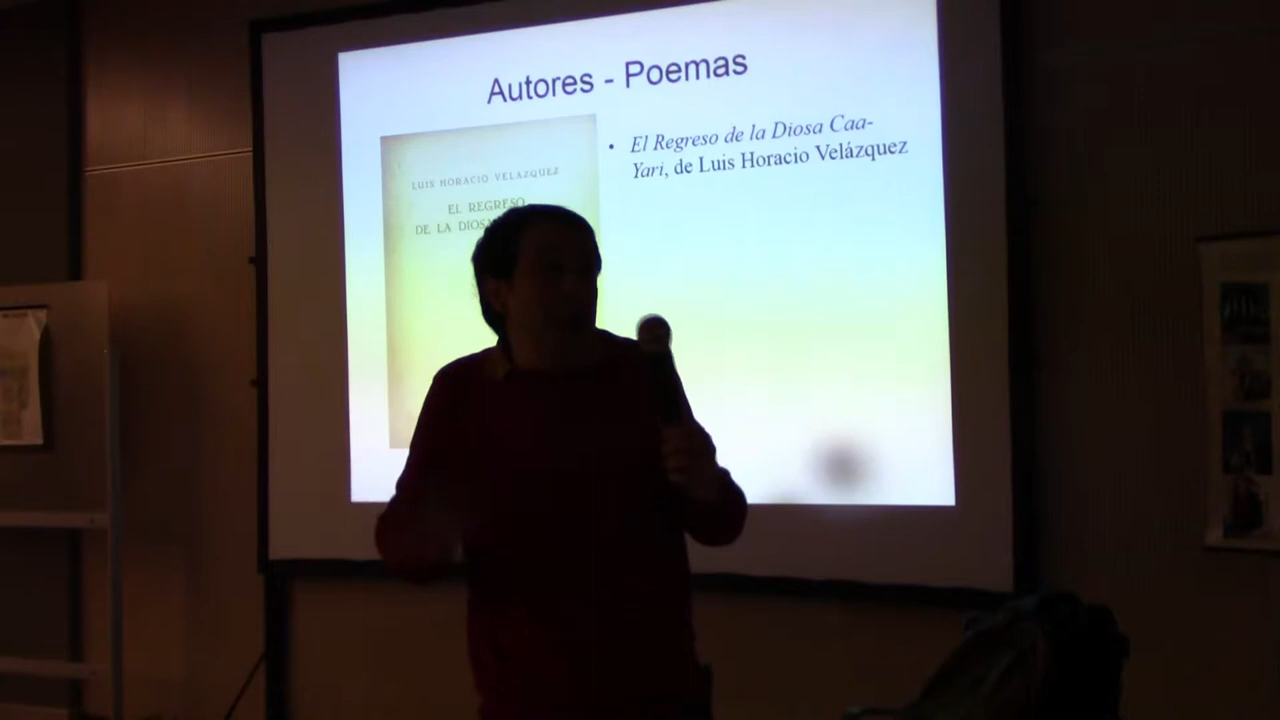 Autores - Poemas
• El Regreso de la Diosa Caa-
Yari, de Luis Horacio Velázquez
LUIS HORACIO VELAZQUEZ
EL REGRESO
DE LA DIOSA